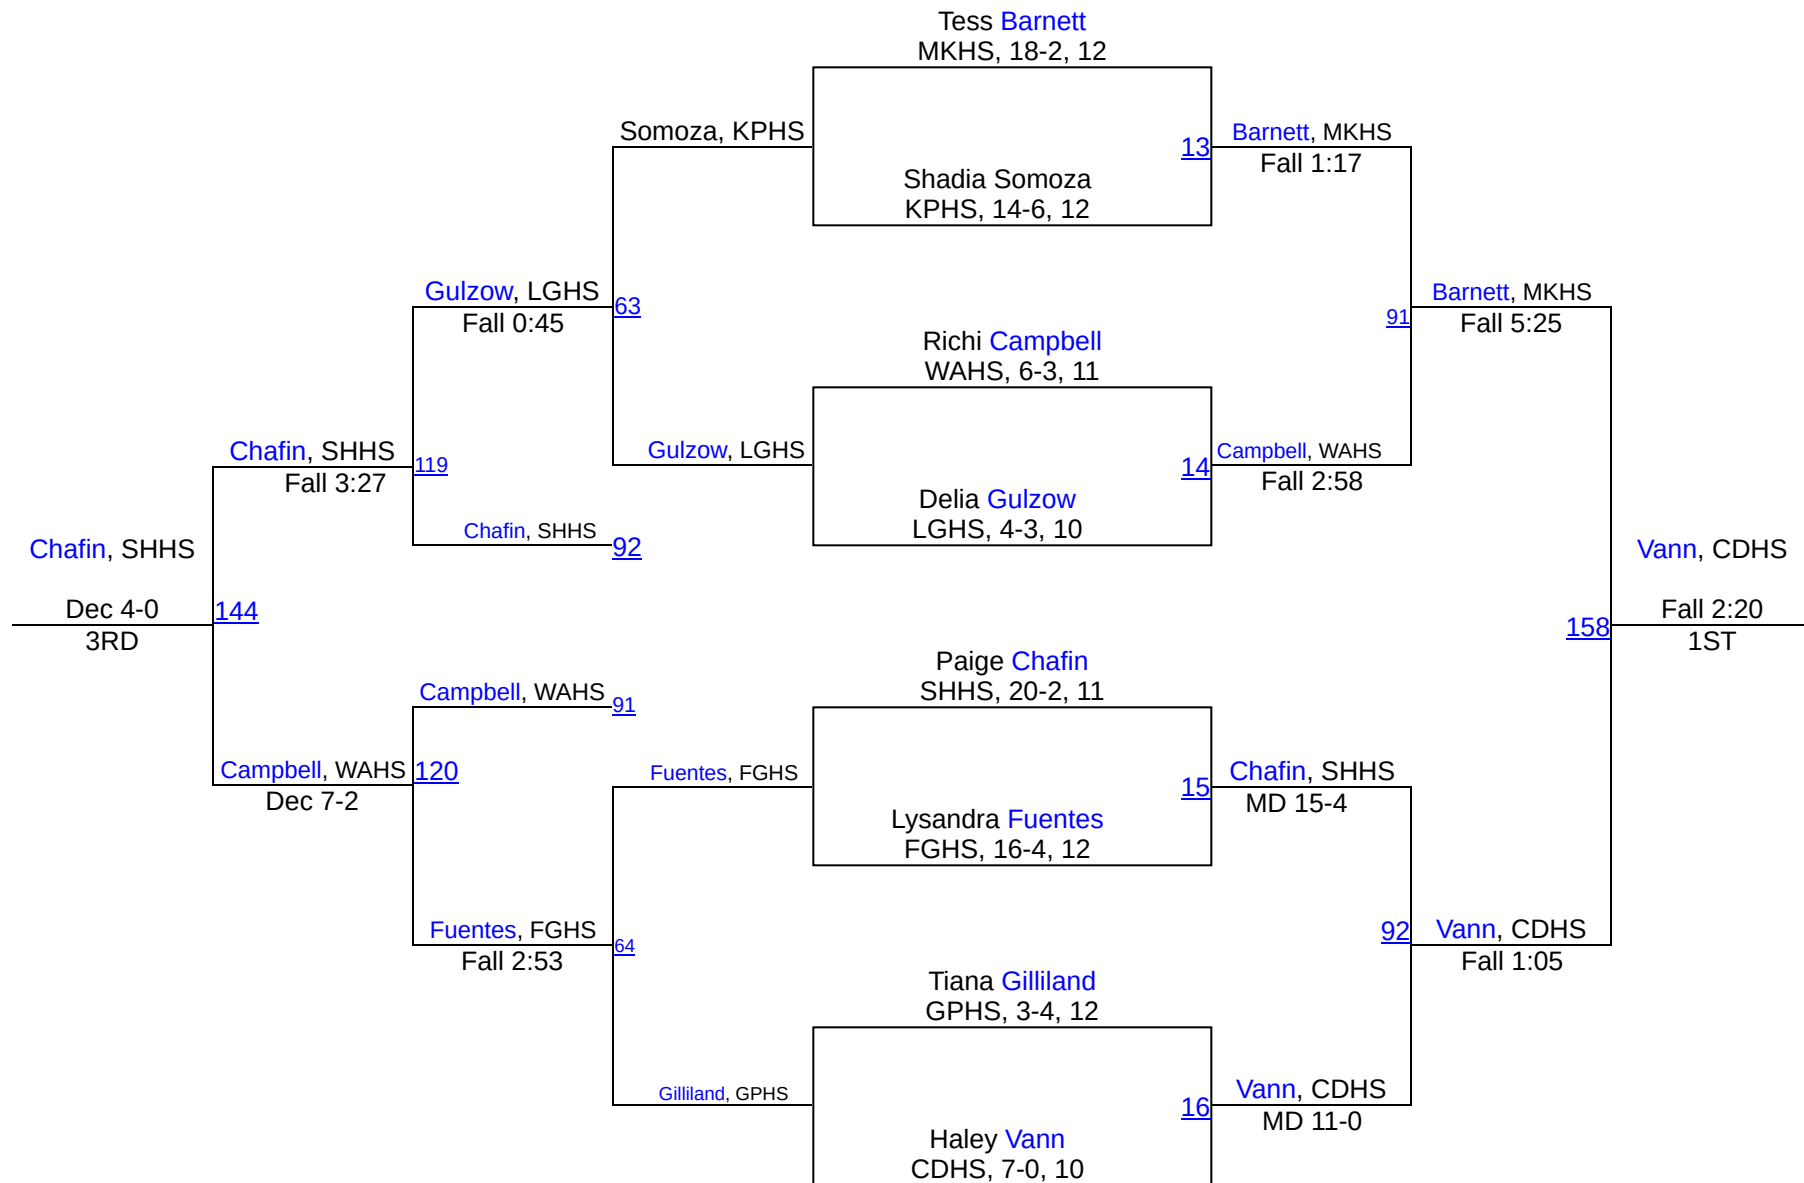 Tess Barnett
MKHS, 18-2, 12
Somoza, KPHS
13
Barnett, MKHS
Fall 1:17
Shadia Somoza
KPHS, 14-6, 12
Gulzow, LGHS
Fall 0:45
63
91
Barnett, MKHS
Fall 5:25
Richi Campbell
WAHS, 6-3, 11
Chafin, SHHS
Fall 3:27
119
Gulzow, LGHS
14
Campbell, WAHS
Fall 2:58
Delia Gulzow
LGHS, 4-3, 10
Chafin, SHHS
92
Chafin, SHHS
Dec 4-0
3RD
144
Vann, CDHS
Fall 2:20
1ST
158
Paige Chafin
SHHS, 20-2, 11
Campbell, WAHS
91
Campbell, WAHS
Dec 7-2
120
Fuentes, FGHS
15
Chafin, SHHS
MD 15-4
Lysandra Fuentes
FGHS, 16-4, 12
Fuentes, FGHS
Fall 2:53
64
92
Vann, CDHS
Fall 1:05
Tiana Gilliland
GPHS, 3-4, 12
Gilliland, GPHS
16
Vann, CDHS
MD 11-0
Haley Vann
CDHS, 7-0, 10